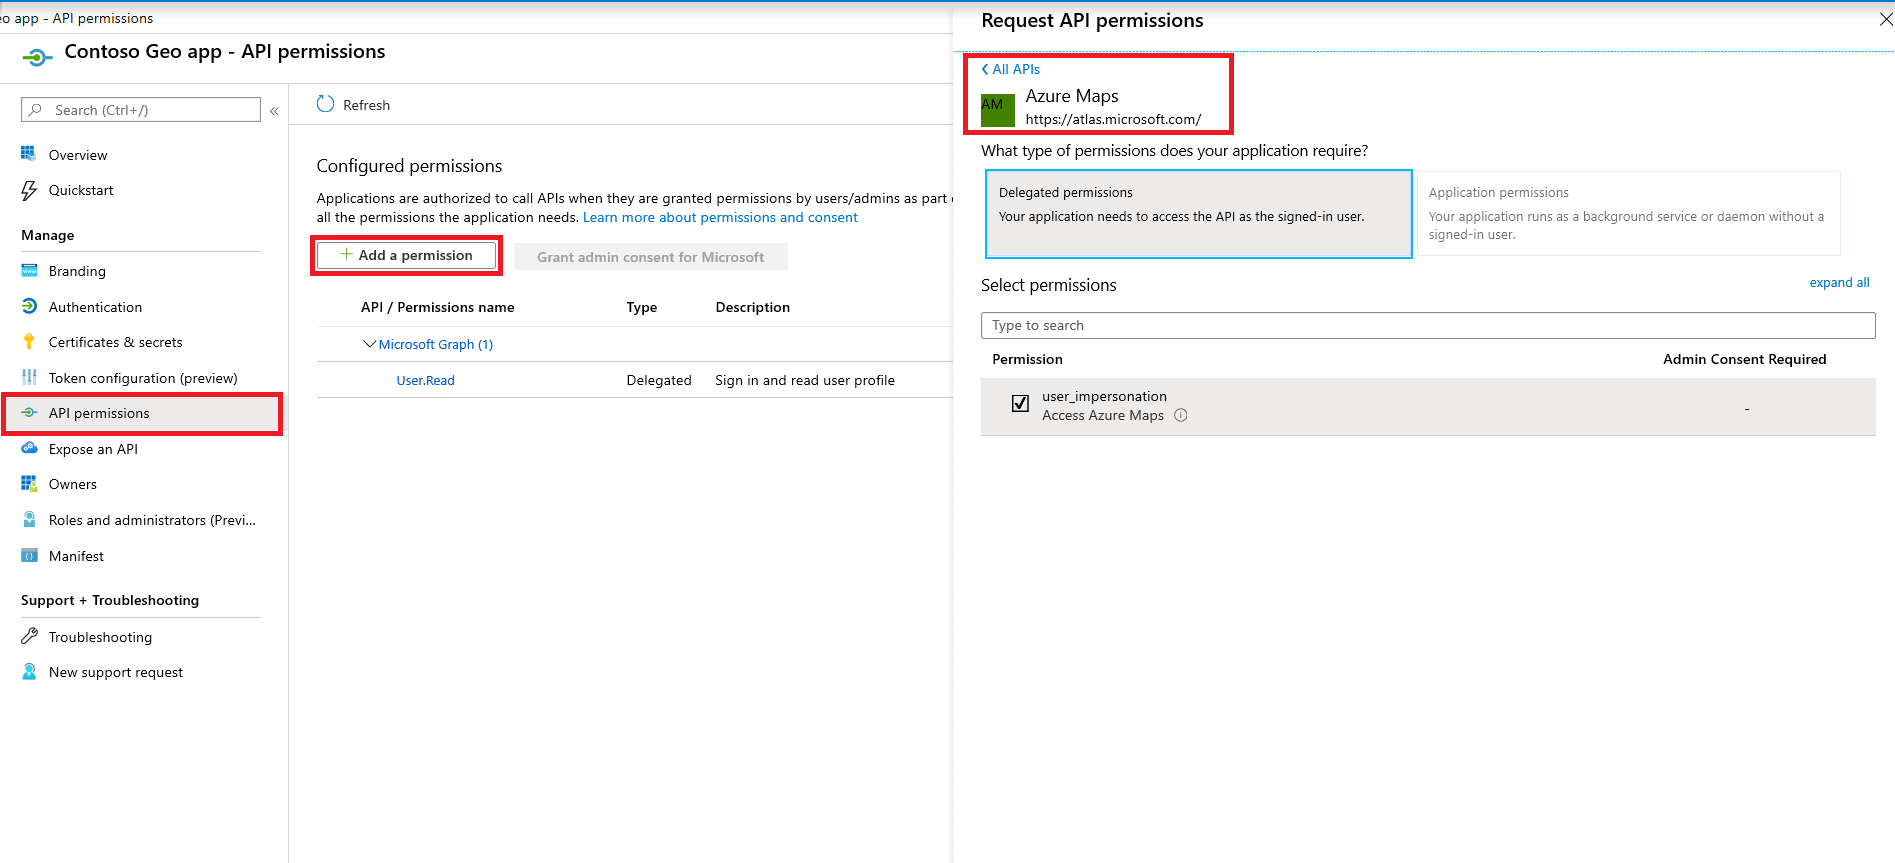 eo app - API permissions
Contoso Geo app - API permissions
Search (Ctrl+/)
«
Overview
Quickstart
Manage
Branding
Authentication
Certificates & secrets
Token configuration (preview)
API permissions
Expose an API
Owners
Roles and administrators (Previ...
Manifest
Support + Troubleshooting
Troubleshooting
New support request
Refresh
Configured permissions
Applications are authorized to call APIs when they are granted permissions by users/admins as part
all the permissions the application needs. Learn more about permissions and consent
+ Add a permission
Grant admin consent for Microsoft
API / Permissions name Type Description
Microsoft Graph (1)
User.Read Delegated Sign in and read user profile
Request API permissions
All APIs
AM
Azure Maps
https://atlas.microsoft.com/
What type of permissions does your application require?
Delegated permissions
Your application needs to access the API as the signed-in user.
Application permissions
Your application runs as a background service or daemon without a
signed-in user.
Select permissions
expand all
Type to search
Permission Admin Consent Required
user_impersonation
Access Azure Maps
-